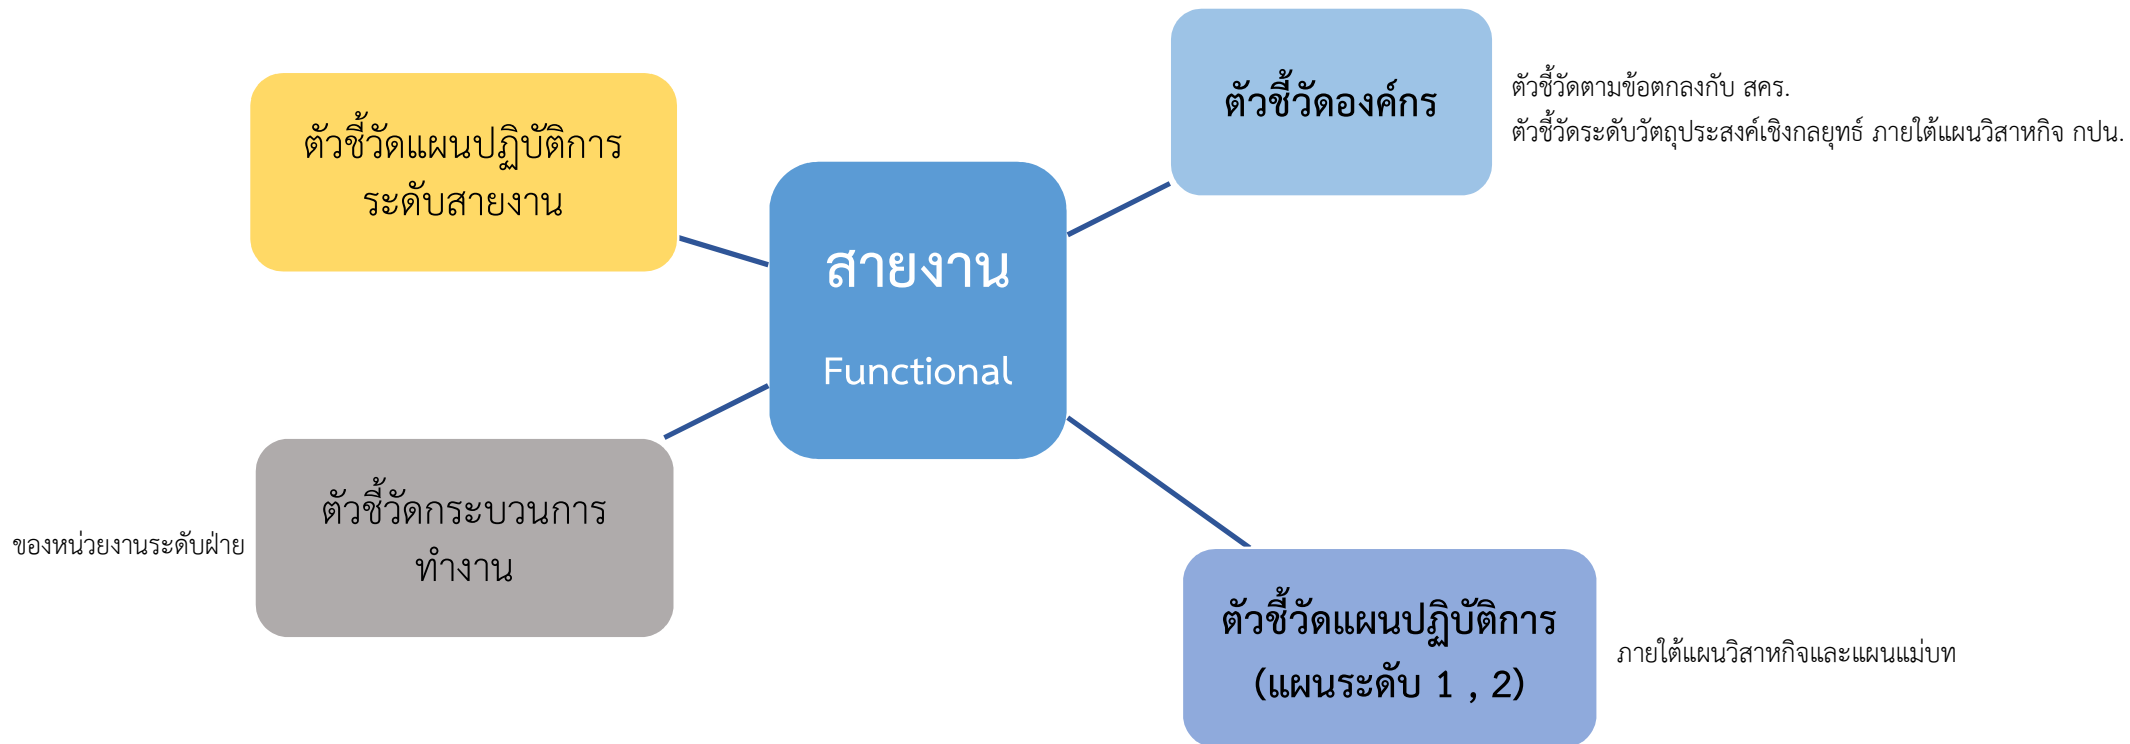 ตัวชี้วัดองค์กร
ตัวชี้วัดตามข้อตกลงกับ สคร.
ตัวชี้วัดระดับวัตถุประสงค์เชิงกลยุทธ์ ภายใต้แผนวิสาหกิจ กปน.
ตัวชี้วัดแผนปฏิบัติการ
ระดับสายงาน
สายงาน
Functional
ของหน่วยงานระดับฝ่าย
ตัวชี้วัดกระบวนการ
ทำงาน
ตัวชี้วัดแผนปฏิบัติการ
(แผนระดับ 1 , 2)
ภายใต้แผนวิสาหกิจและแผนแม่บท